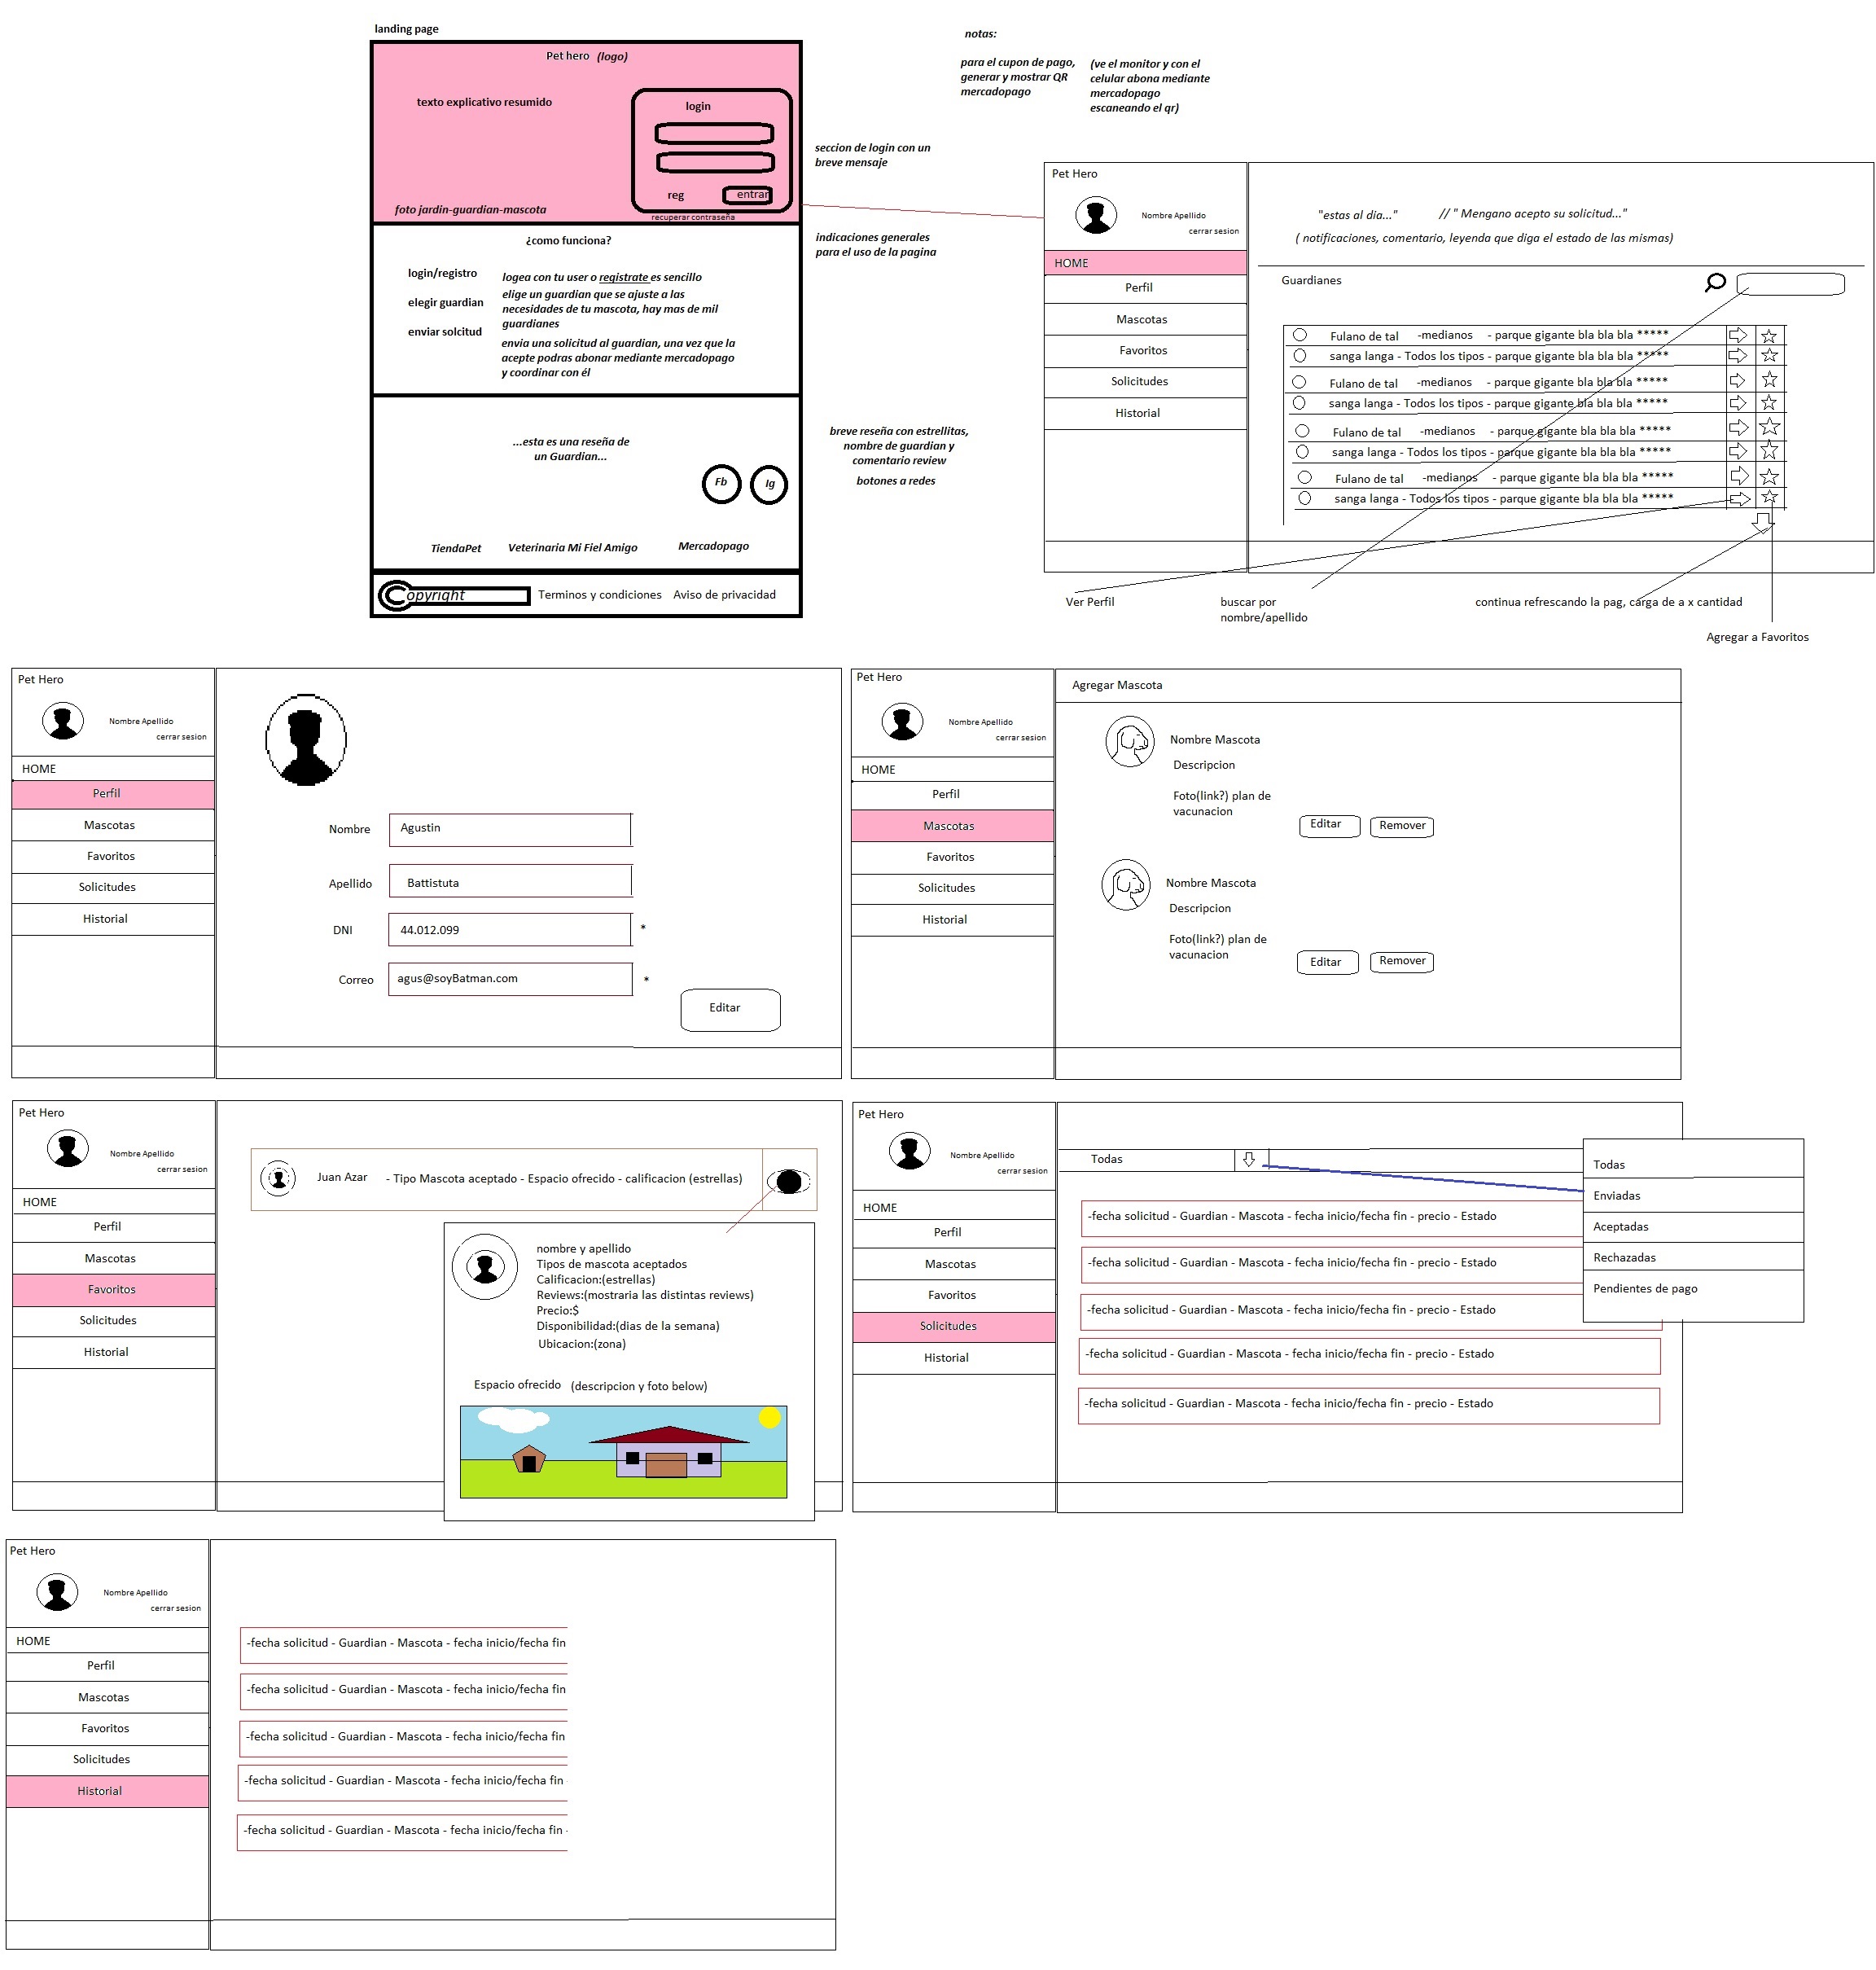 landing page
Pet hero (logo)
texto explicativo resumido
login
reg
entrar
recuperar contraseña
foto jardin-guardian-mascota
¿como funciona?
login/registro
logea con tu user o registrate es sencillo
elegir guardian
elige un guardian que se ajuste a las
necesidades de tu mascota, hay mas de mil
guardianes
enviar solcitud
envia una solicitud al guardian, una vez que la
acepte podras abonar mediante mercadopago
y coordinar con él
...esta es una reseña de
un Guardian...
Fb
Ig
TiendaPet
Veterinaria Mi Fiel Amigo
Mercadopago
Copyright
Terminos y condiciones
Aviso de privacidad
seccion de login con un
breve mensaje
indicaciones generales
para el uso de la pagina
breve reseña con estrellitas,
nombre de guardian y
comentario review
botones a redes
notas:
para el cupon de pago,
generar y mostrar QR
mercadopago
(ve el monitor y con el
celular abona mediante
mercadopago
escaneando el qr)
Pet Hero
Nombre Apellido
cerrar sesion
HOME
Perfil
Mascotas
Favoritos
Solicitudes
Historial
"estas al dia..." // " Mengano acepto su solicitud..."
( notificaciones, comentario, leyenda que diga el estado de las mismas)
Guardianes
Fulano de tal -medianos - parque gigante bla bla bla *****
sanga langa - Todos los tipos - parque gigante bla bla bla *****
Fulano de tal -medianos - parque gigante bla bla bla *****
sanga langa - Todos los tipos - parque gigante bla bla bla *****
Fulano de tal -medianos - parque gigante bla bla bla *****
sanga langa - Todos los tipos - parque gigante bla bla bla *****
Fulano de tal -medianos - parque gigante bla bla bla *****
sanga langa - Todos los tipos - parque gigante bla bla bla *****
Ver Perfil
buscar por
nombre/apellido
continua refrescando la pag, carga de a x cantidad
Agregar a Favoritos
Pet Hero
Nombre Apellido
cerrar sesion
HOME
Perfil
Mascotas
Favoritos
Solicitudes
Historial
Nombre
Agustin
Apellido
Battistuta
DNI
44.012.099
*
Correo
agus@soyBatman.com
*
Editar
Pet Hero
Nombre Apellido
cerrar sesion
HOME
Perfil
Mascotas
Favoritos
Solicitudes
Historial
Agregar Mascota
Nombre Mascota
Descripcion
Foto(link?) plan de
vacunacion
Editar
Remover
Nombre Mascota
Descripcion
Foto(link?) plan de
vacunacion
Editar
Remover
Pet Hero
Nombre Apellido
cerrar sesion
HOME
Perfil
Mascotas
Favoritos
Solicitudes
Historial
Juan Azar - Tipo Mascota aceptado - Espacio ofrecido - calificacion (estrellas)
nombre y apellido
Tipos de mascota aceptados
Calificacion:(estrellas)
Reviews:(mostraria las distintas reviews)
Precio:$
Disponibilidad:(dias de la semana)
Ubicacion:(zona)
Espacio ofrecido (descripcion y foto below)
Pet Hero
Nombre Apellido
cerrar sesion
HOME
Perfil
Mascotas
Favoritos
Solicitudes
Historial
Todas
-fecha solicitud - Guardian - Mascota - fecha inicio/fecha fin - precio - Estado
-fecha solicitud - Guardian - Mascota - fecha inicio/fecha fin - precio - Estado
-fecha solicitud - Guardian - Mascota - fecha inicio/fecha fin - precio - Estado
-fecha solicitud - Guardian - Mascota - fecha inicio/fecha fin - precio - Estado
-fecha solicitud - Guardian - Mascota - fecha inicio/fecha fin - precio - Estado
Todas
Enviadas
Aceptadas
Rechazadas
Pendientes de pago
Pet Hero
Nombre Apellido
cerrar sesion
HOME
Perfil
Mascotas
Favoritos
Solicitudes
Historial
-fecha solicitud - Guardian - Mascota - fecha inicio/fecha fin
-fecha solicitud - Guardian - Mascota - fecha inicio/fecha fin
-fecha solicitud - Guardian - Mascota - fecha inicio/fecha fin
-fecha solicitud - Guardian - Mascota - fecha inicio/fecha fin -
-fecha solicitud - Guardian - Mascota - fecha inicio/fecha fin -